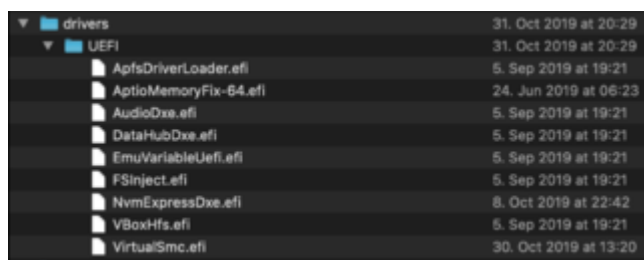 drivers 31. Oct 2019 at 20:29
UEFI 31. Oct 2019 at 20:29
ApfsDriverLoader.efi 5. Sep 2019 at 19:21
AptioMemoryFix-64.efi 24. Jun 2019 at 06:23
AudioDxe.efi 5. Sep 2019 at 19:21
DataHubDxe.efi 5. Sep 2019 at 19:21
EmuVariableUefi.efi 5. Sep 2019 at 19:21
FSInject.efi 5. Sep 2019 at 19:21
NvmExpressDxe.efi 8. Oct 2019 at 22:42
VBoxHfs.efi 5. Sep 2019 at 19:21
VirtualSmc.efi 30. Oct 2019 at 13:20